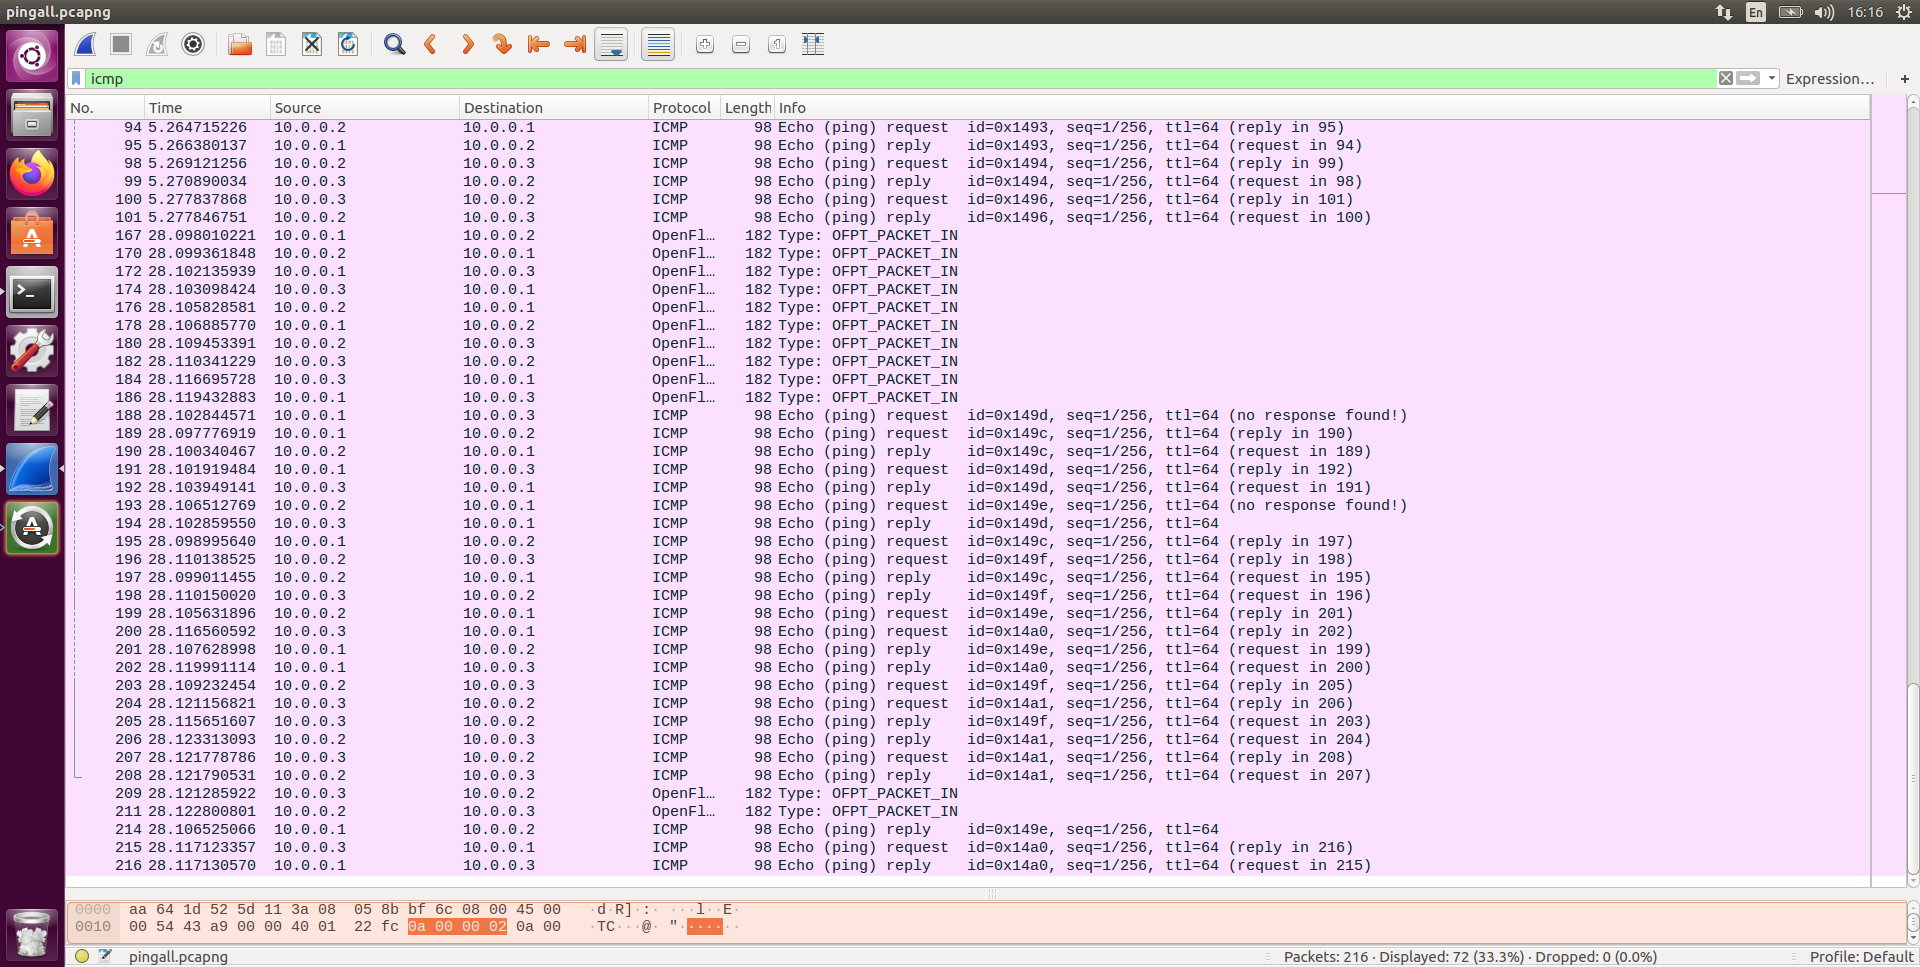 pingall.pcapng En 16:16
icmp Expression… +
No. Time Source Destination Protocol Length Info
94 5.264715226 10.0.0.2 10.0.0.1 ICMP 98 Echo (ping) request id=0x1493, seq=1/256, ttl=64 (reply in 95)
95 5.266380137 10.0.0.1 10.0.0.2 ICMP 98 Echo (ping) reply id=0x1493, seq=1/256, ttl=64 (request in 94)
98 5.269121256 10.0.0.2 10.0.0.3 ICMP 98 Echo (ping) request id=0x1494, seq=1/256, ttl=64 (reply in 99)
99 5.270890034 10.0.0.3 10.0.0.2 ICMP 98 Echo (ping) reply id=0x1494, seq=1/256, ttl=64 (request in 98)
100 5.277837868 10.0.0.3 10.0.0.2 ICMP 98 Echo (ping) request id=0x1496, seq=1/256, ttl=64 (reply in 101)
101 5.277846751 10.0.0.2 10.0.0.3 ICMP 98 Echo (ping) reply id=0x1496, seq=1/256, ttl=64 (request in 100)
167 28.098010221 10.0.0.1 10.0.0.2 OpenFl… 182 Type: OFPT_PACKET_IN
170 28.099361848 10.0.0.2 10.0.0.1 OpenFl… 182 Type: OFPT_PACKET_IN
172 28.102135939 10.0.0.1 10.0.0.3 OpenFl… 182 Type: OFPT_PACKET_IN
174 28.103098424 10.0.0.3 10.0.0.1 OpenFl… 182 Type: OFPT_PACKET_IN
176 28.105828581 10.0.0.2 10.0.0.1 OpenFl… 182 Type: OFPT_PACKET_IN
178 28.106885770 10.0.0.1 10.0.0.2 OpenFl… 182 Type: OFPT_PACKET_IN
180 28.109453391 10.0.0.2 10.0.0.3 OpenFl… 182 Type: OFPT_PACKET_IN
182 28.110341229 10.0.0.3 10.0.0.2 OpenFl… 182 Type: OFPT_PACKET_IN
184 28.116695728 10.0.0.3 10.0.0.1 OpenFl… 182 Type: OFPT_PACKET_IN
186 28.119432883 10.0.0.1 10.0.0.3 OpenFl… 182 Type: OFPT_PACKET_IN
188 28.102844571 10.0.0.1 10.0.0.3 ICMP 98 Echo (ping) request id=0x149d, seq=1/256, ttl=64 (no response found!)
189 28.097776919 10.0.0.1 10.0.0.2 ICMP 98 Echo (ping) request id=0x149c, seq=1/256, ttl=64 (reply in 190)
190 28.100340467 10.0.0.2 10.0.0.1 ICMP 98 Echo (ping) reply id=0x149c, seq=1/256, ttl=64 (request in 189)
191 28.101919484 10.0.0.1 10.0.0.3 ICMP 98 Echo (ping) request id=0x149d, seq=1/256, ttl=64 (reply in 192)
192 28.103949141 10.0.0.3 10.0.0.1 ICMP 98 Echo (ping) reply id=0x149d, seq=1/256, ttl=64 (request in 191)
193 28.106512769 10.0.0.2 10.0.0.1 ICMP 98 Echo (ping) request id=0x149e, seq=1/256, ttl=64 (no response found!)
194 28.102859550 10.0.0.3 10.0.0.1 ICMP 98 Echo (ping) reply id=0x149d, seq=1/256, ttl=64
195 28.098995640 10.0.0.1 10.0.0.2 ICMP 98 Echo (ping) request id=0x149c, seq=1/256, ttl=64 (reply in 197)
196 28.110138525 10.0.0.2 10.0.0.3 ICMP 98 Echo (ping) request id=0x149f, seq=1/256, ttl=64 (reply in 198)
197 28.099011455 10.0.0.2 10.0.0.1 ICMP 98 Echo (ping) reply id=0x149c, seq=1/256, ttl=64 (request in 195)
198 28.110150020 10.0.0.3 10.0.0.2 ICMP 98 Echo (ping) reply id=0x149f, seq=1/256, ttl=64 (request in 196)
199 28.105631896 10.0.0.2 10.0.0.1 ICMP 98 Echo (ping) request id=0x149e, seq=1/256, ttl=64 (reply in 201)
200 28.116560592 10.0.0.3 10.0.0.1 ICMP 98 Echo (ping) request id=0x14a0, seq=1/256, ttl=64 (reply in 202)
201 28.107628998 10.0.0.1 10.0.0.2 ICMP 98 Echo (ping) reply id=0x149e, seq=1/256, ttl=64 (request in 199)
202 28.119991114 10.0.0.1 10.0.0.3 ICMP 98 Echo (ping) reply id=0x14a0, seq=1/256, ttl=64 (request in 200)
203 28.109232454 10.0.0.2 10.0.0.3 ICMP 98 Echo (ping) request id=0x149f, seq=1/256, ttl=64 (reply in 205)
204 28.121156821 10.0.0.3 10.0.0.2 ICMP 98 Echo (ping) request id=0x14a1, seq=1/256, ttl=64 (reply in 206)
205 28.115651607 10.0.0.3 10.0.0.2 ICMP 98 Echo (ping) reply id=0x149f, seq=1/256, ttl=64 (request in 203)
206 28.123313093 10.0.0.2 10.0.0.3 ICMP 98 Echo (ping) reply id=0x14a1, seq=1/256, ttl=64 (request in 204)
207 28.121778786 10.0.0.3 10.0.0.2 ICMP 98 Echo (ping) request id=0x14a1, seq=1/256, ttl=64 (reply in 208)
208 28.121790531 10.0.0.2 10.0.0.3 ICMP 98 Echo (ping) reply id=0x14a1, seq=1/256, ttl=64 (request in 207)
209 28.121285922 10.0.0.3 10.0.0.2 OpenFl… 182 Type: OFPT_PACKET_IN
211 28.122800801 10.0.0.2 10.0.0.3 OpenFl… 182 Type: OFPT_PACKET_IN
214 28.106525066 10.0.0.1 10.0.0.2 ICMP 98 Echo (ping) reply id=0x149e, seq=1/256, ttl=64
215 28.117123357 10.0.0.3 10.0.0.1 ICMP 98 Echo (ping) request id=0x14a0, seq=1/256, ttl=64 (reply in 216)
216 28.117130570 10.0.0.1 10.0.0.3 ICMP 98 Echo (ping) reply id=0x14a0, seq=1/256, ttl=64 (request in 215)
0000 aa 64 1d 52 5d 11 3a 08 05 8b bf 6c 08 00 45 00 ·d·R]·:· ···l··E·
0010 00 54 43 a9 00 00 40 01 22 fc 0a 00 00 02 0a 00 ·TC···@· "·······
pingall.pcapng Packets: 216 · Displayed: 72 (33.3%) · Dropped: 0 (0.0%) Profile: Default